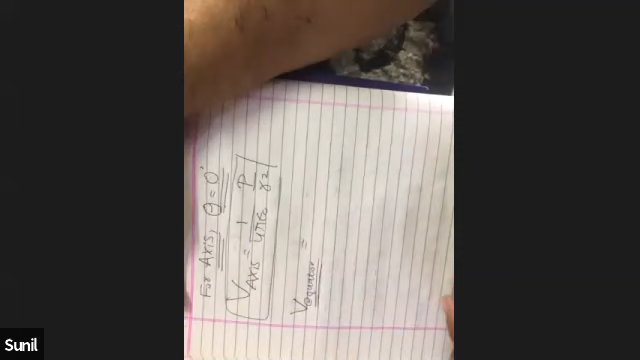 For Axis, θ = 0°
V_AXIS = 1/4πε₀ P/r²
V_equator =
Sunil